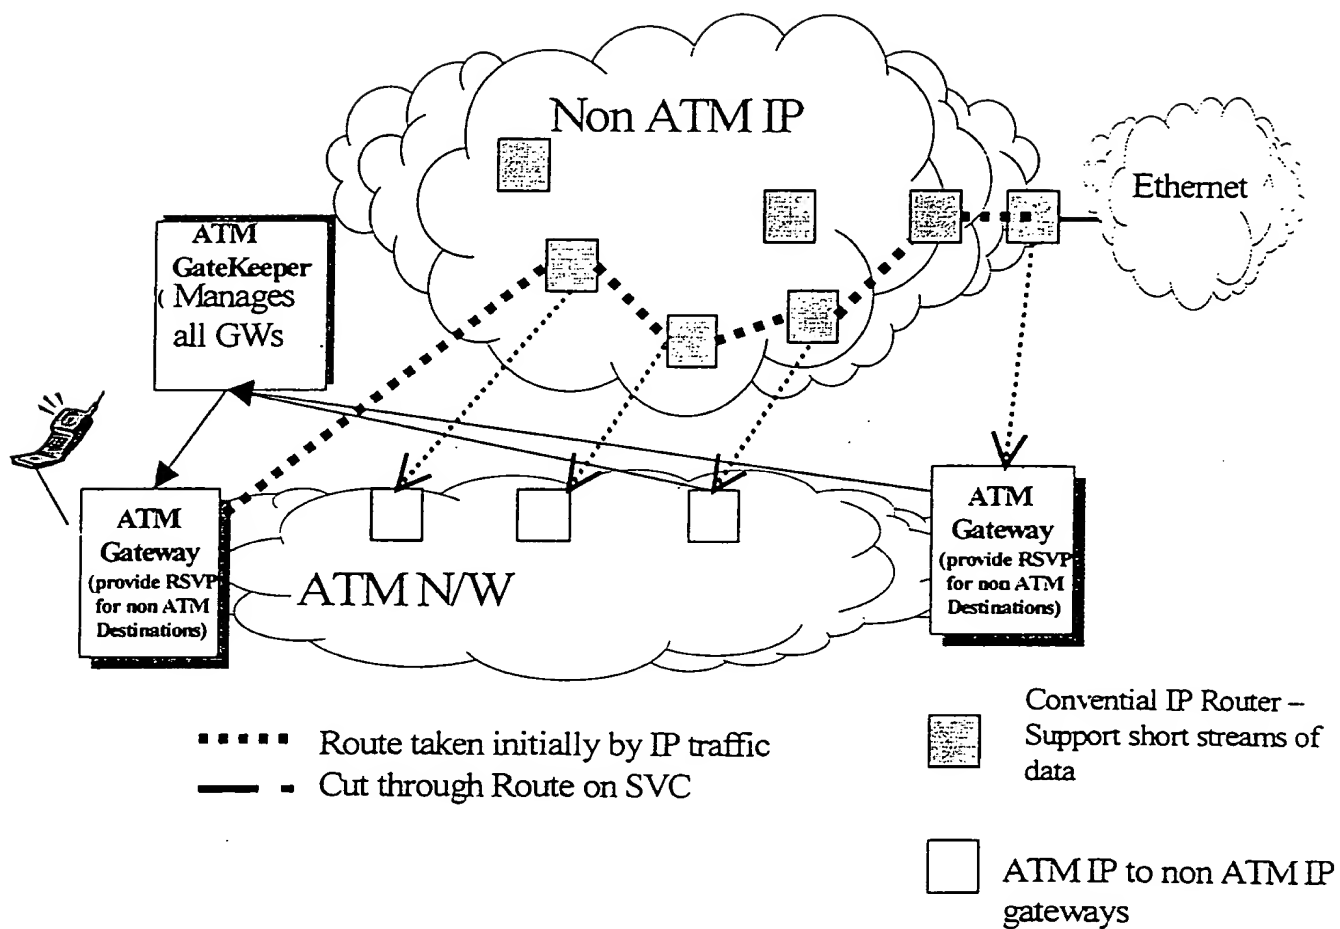 Non ATM IP
Ethernet
ATM
GateKeeper
( Manages
all GWs
ATM
Gateway
(provide RSVP
for non ATM
Destinations)
ATM N/W
ATM
Gateway
(provide RSVP
for non ATM
Destinations)
Route taken initially by IP traffic
Cut through Route on SVC
Convential IP Router –
Support short streams of
data
ATM IP to non ATM IP
gateways